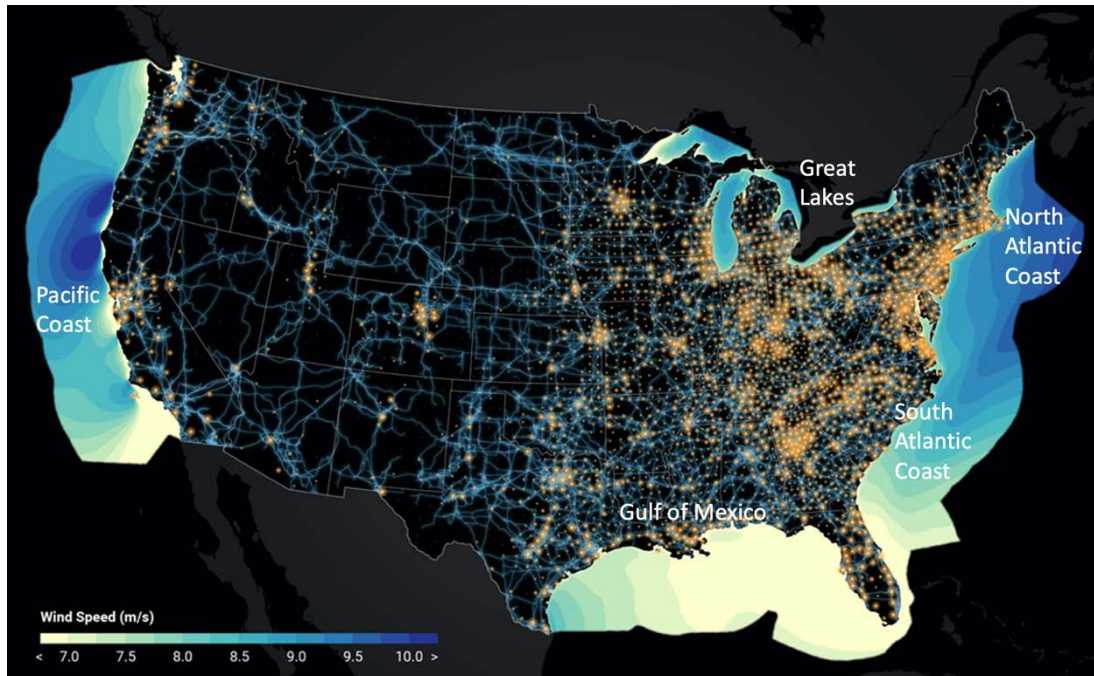 Great
Lakes
North
Atlantic
Coast
Pacific
Coast
South
Atlantic
Coast
Gulf of Mexico
Wind Speed (m/s)
< 7.0 7.5 8.0 8.5 9.0 9.5 10.0 >